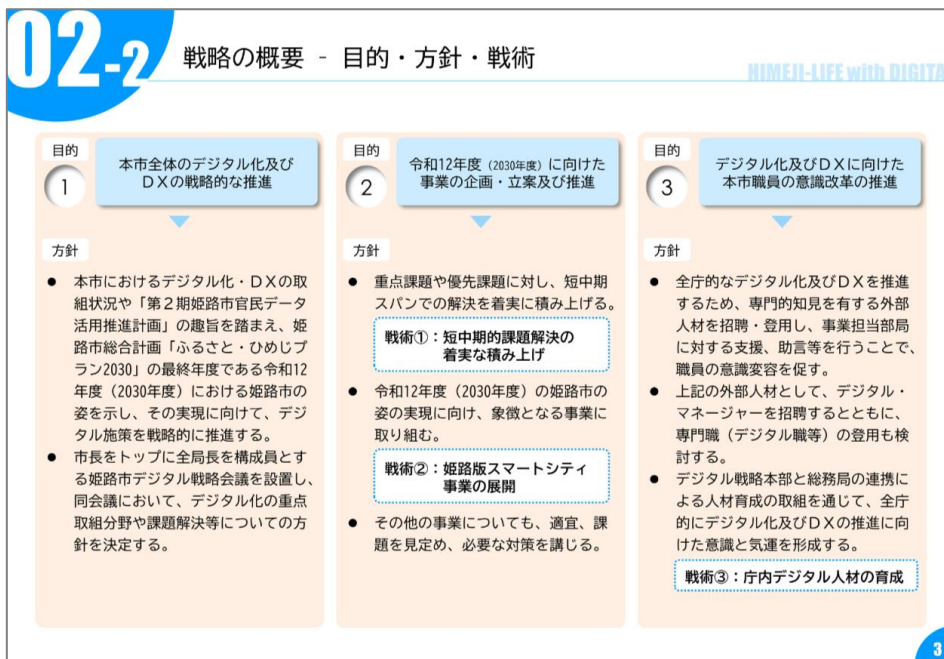 02-2
戦略の概要 - 目的・方針・戦術
HIMEJI-LIFE with DIGITA
目的
1
本市全体のデジタル化及び
DXの戦略的な推進
方針
● 本市におけるデジタル化・DXの取
組状況や「第2期姫路市官民データ
活用推進計画」の趣旨を踏まえ、姫
路市総合計画「ふるさと・ひめじプ
ラン2030」の最終年度である令和12
年度（2030年度）における姫路市の
姿を示し、その実現に向けて、デジ
タル施策を戦略的に推進する。
● 市長をトップに全局長を構成員とす
る姫路市デジタル戦略会議を設置し、
同会議において、デジタル化の重点
取組分野や課題解決等についての方
針を決定する。
目的
2
令和12年度（2030年度）に向けた
事業の企画・立案及び推進
方針
● 重点課題や優先課題に対し、短中期
スパンでの解決を着実に積み上げる。
戦術①：短中期的課題解決の
着実な積み上げ
● 令和12年度（2030年度）の姫路市の
姿の実現に向け、象徴となる事業に
取り組む。
戦術②：姫路版スマートシティ
事業の展開
● その他の事業についても、適宜、課
題を見定め、必要な対策を講じる。
目的
3
デジタル化及びDXに向けた
本市職員の意識改革の推進
方針
● 全庁的なデジタル化及びDXを推進
するため、専門的知見を有する外部
人材を招聘・登用し、事業担当部局
に対する支援、助言等を行うことで、
職員の意識変容を促す。
● 上記の外部人材として、デジタル・
マネージャーを招聘するとともに、
専門職（デジタル職等）の登用も検
討する。
● デジタル戦略本部と総務局の連携に
よる人材育成の取組を通じて、全庁
的にデジタル化及びDXの推進に向
けた意識と気運を形成する。
戦術③：庁内デジタル人材の育成
3